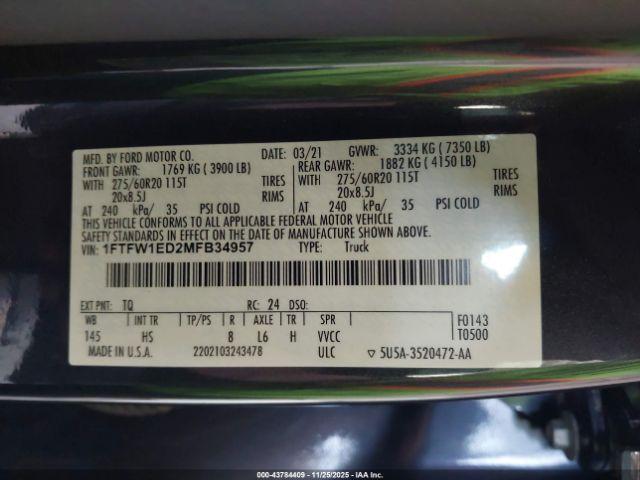 MFD. BY FORD MOTOR CO. DATE: 03/21 GVWR: 3334 KG ( 7350 LB)
FRONT GAWR: 1769 KG ( 3900 LB) REAR GAWR: 1882 KG ( 4150 LB)
WITH 275/60R20 115T TIRES WITH 275/60R20 115T TIRES
20x8.5J RIMS 20x8.5J RIMS
AT 240 kPa/ 35 PSI COLD AT 240 kPa/ 35 PSI COLD
THIS VEHICLE CONFORMS TO ALL APPLICABLE FEDERAL MOTOR VEHICLE
SAFETY STANDARDS IN EFFECT ON THE DATE OF MANUFACTURE SHOWN ABOVE.
VIN: 1FTFW1ED2MFB34957 TYPE: Truck
EXT PNT: TQ RC: 24 DSO:
WB INT TR TP/PS R AXLE TR SPR F0143
145 HS 8 L6 H VVCC T0500
MADE IN U.S.A. 2202103243478 ULC ▽ 5U5A-3520472-AA
000-43784409 - 11/25/2025 - IAA Inc.